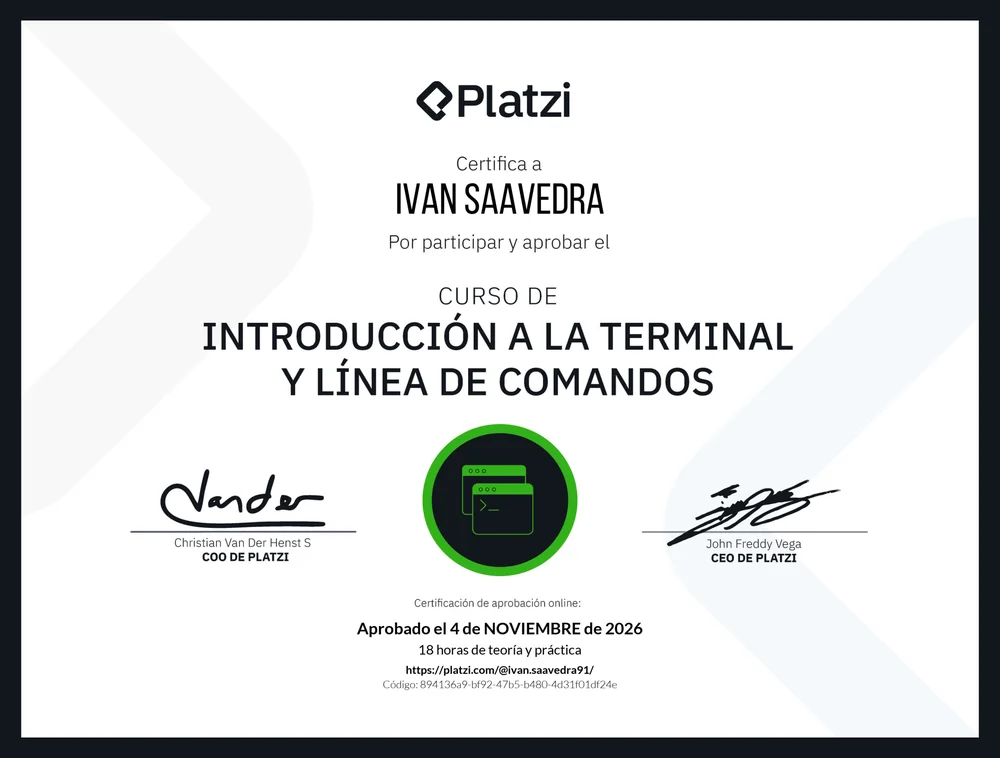 Platzi
Certifica a
IVAN SAAVEDRA
Por participar y aprobar el
CURSO DE
INTRODUCCIÓN A LA TERMINAL
Y LÍNEA DE COMANDOS
Vander
Christian Van Der Henst S
COO DE PLATZI
John Freddy Vega
CEO DE PLATZI
Certificación de aprobación online:
Aprobado el 4 de NOVIEMBRE de 2026
18 horas de teoría y práctica
https://platzi.com/@ivan.saavedra91/
Código: 894136a9-bf92-47b5-b480-4d31f01df24e